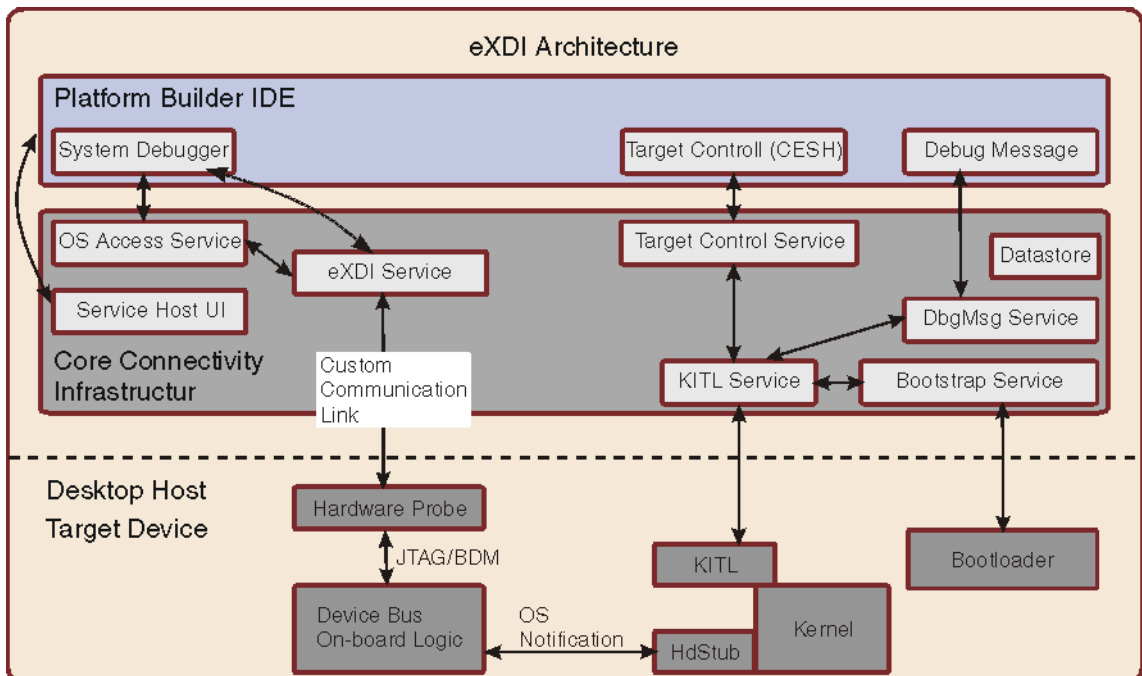 eXDI Architecture
Platform Builder IDE
System Debugger
Target Controll (CESH)
Debug Message
OS Access Service
eXDI Service
Target Control Service
Datastore
Service Host UI
DbgMsg Service
Core Connectivity
Infrastructur
Custom
Communication
Link
KITL Service
Bootstrap Service
Desktop Host
Target Device
Hardware Probe
JTAG/BDM
KITL
Bootloader
Device Bus
On-board Logic
OS
Notification
HdStub
Kernel